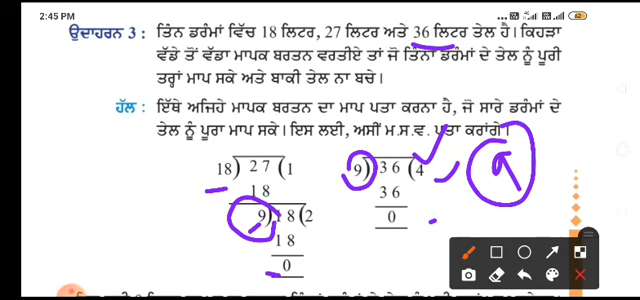 2:45 PM
62
ਉਦਾਹਰਨ 3 : ਤਿੰਨ ਡਰੰਮਾਂ ਵਿੱਚ 18 ਲਿਟਰ, 27 ਲਿਟਰ ਅਤੇ 36 ਲਿਟਰ ਤੇਲ ਹੈ। ਕਿਹੜਾ
ਵੱਡੇ ਤੋਂ ਵੱਡਾ ਮਾਪਕ ਬਰਤਨ ਵਰਤੀਏ ਤਾਂ ਜੋ ਤਿੰਨਾਂ ਡਰੰਮਾਂ ਦੇ ਤੇਲ ਨੂੰ ਪੂਰੀ
ਤਰ੍ਹਾਂ ਮਾਪ ਸਕੇ ਅਤੇ ਬਾਕੀ ਤੇਲ ਨਾ ਬਚੇ।
ਹੱਲ : ਇੱਥੇ ਅਜਿਹੇ ਮਾਪਕ ਬਰਤਨ ਦਾ ਮਾਪ ਪਤਾ ਕਰਨਾ ਹੈ, ਜੋ ਸਾਰੇ ਡਰੰਮਾਂ ਦੇ
ਤੇਲ ਨੂੰ ਪੂਰਾ ਮਾਪ ਸਕੇ। ਇਸ ਲਈ, ਅਸੀਂ ਮ.ਸ.ਵ. ਪਤਾ ਕਰਾਂਗੇ।
18) 27 (1 9) 36 (4 9
18 36
9) 18 (2 0
18
0